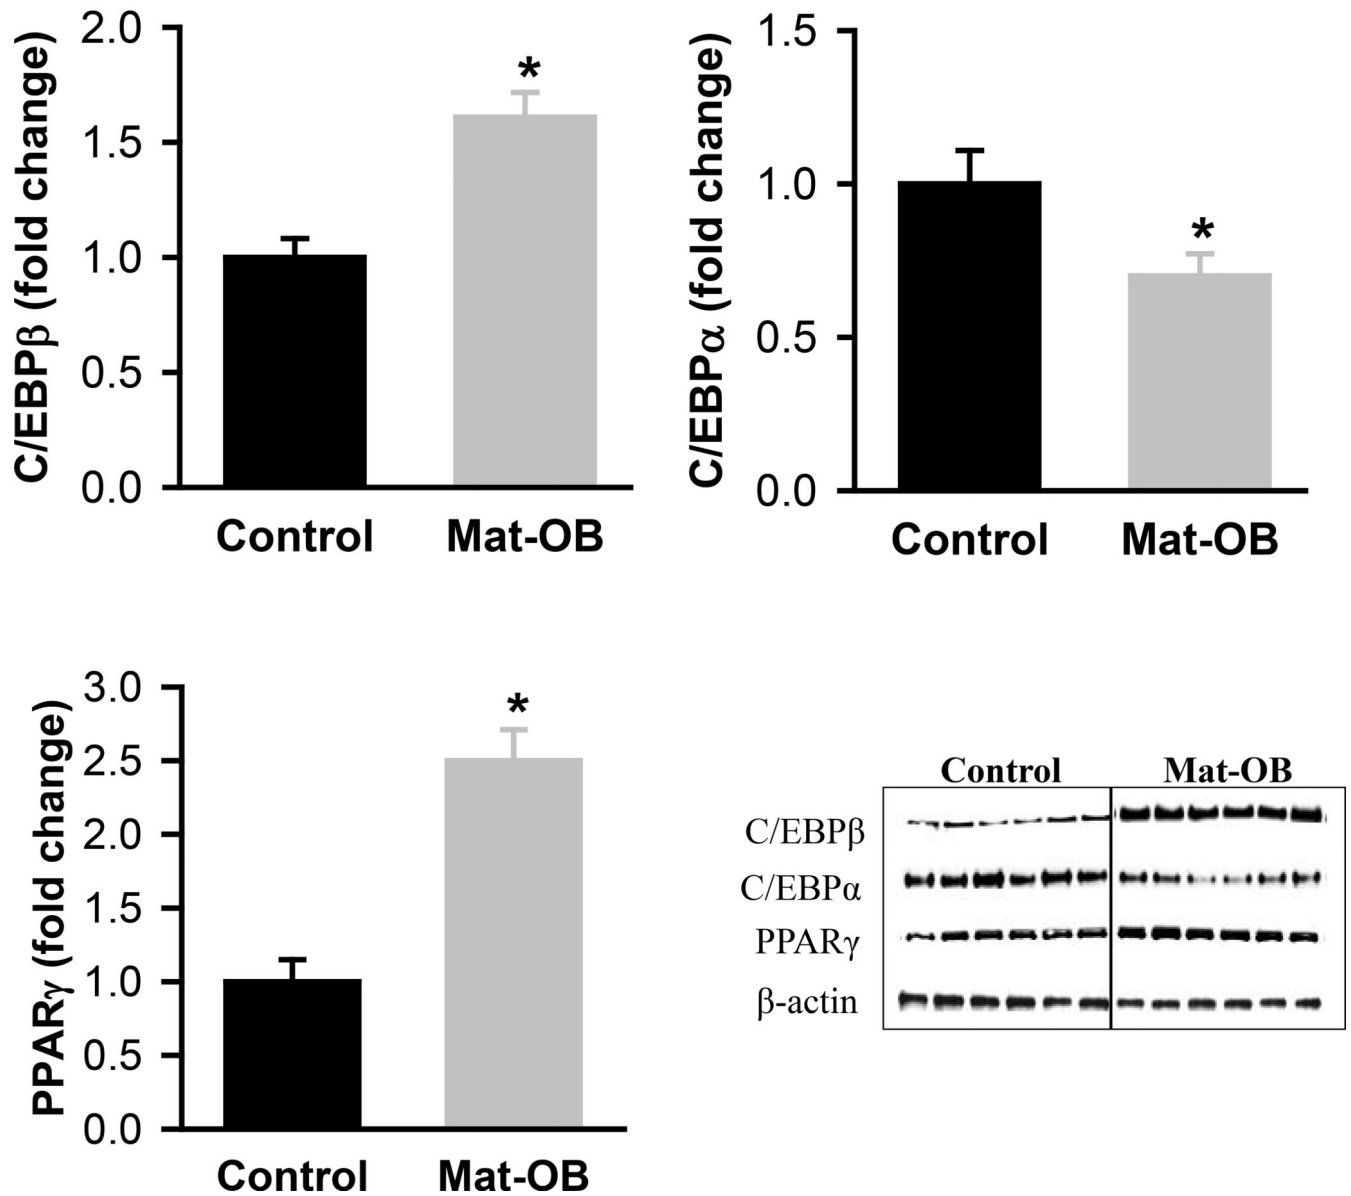 C/EBPβ (fold change)
2.0
1.5
1.0
0.5
0.0
*
Control Mat-OB
C/EBPα (fold change)
1.5
1.0
0.5
0.0
*
Control Mat-OB
PPARγ (fold change)
3.0
2.5
2.0
1.5
1.0
0.5
0.0
*
Control Mat-OB
Control Mat-OB
C/EBPβ
C/EBPα
PPARγ
β-actin